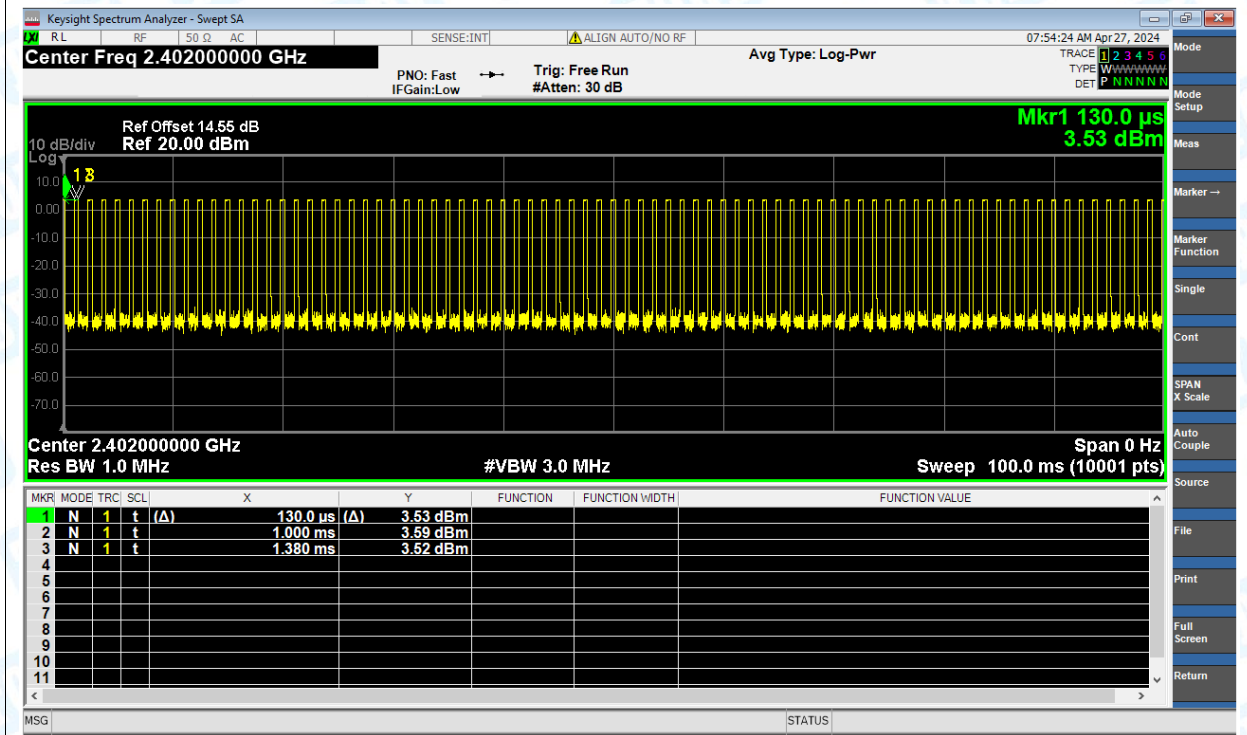 Keysight Spectrum Analyzer - Swept SA
LXI RL RF 50 Ω AC SENSE:INT ALIGN AUTO/NO RF 07:54:24 AM Apr 27, 2024
Center Freq 2.402000000 GHz
PNO: Fast
IFGain:Low
Trig: Free Run
#Atten: 30 dB
Avg Type: Log-Pwr
TRACE 1 2 3 4 5 6
TYPE WWWWWW
DET P N N N N N
Mkr1 130.0 µs
3.53 dBm
Ref Offset 14.55 dB
10 dB/div Ref 20.00 dBm
Log
10.0
0.00
-10.0
-20.0
-30.0
-40.0
-50.0
-60.0
-70.0
Center 2.402000000 GHz Span 0 Hz
Res BW 1.0 MHz #VBW 3.0 MHz Sweep 100.0 ms (10001 pts)
MKR MODE TRC SCL X Y FUNCTION FUNCTION WIDTH FUNCTION VALUE
1 N 1 t (Δ) 130.0 µs (Δ) 3.53 dBm
2 N 1 t 1.000 ms 3.59 dBm
3 N 1 t 1.380 ms 3.52 dBm
4
5
6
7
8
9
10
11
MSG STATUS
Mode
Mode
Setup
Meas
Marker →
Marker
Function
Single
Cont
SPAN
X Scale
Auto
Couple
Source
File
Print
Full
Screen
Return